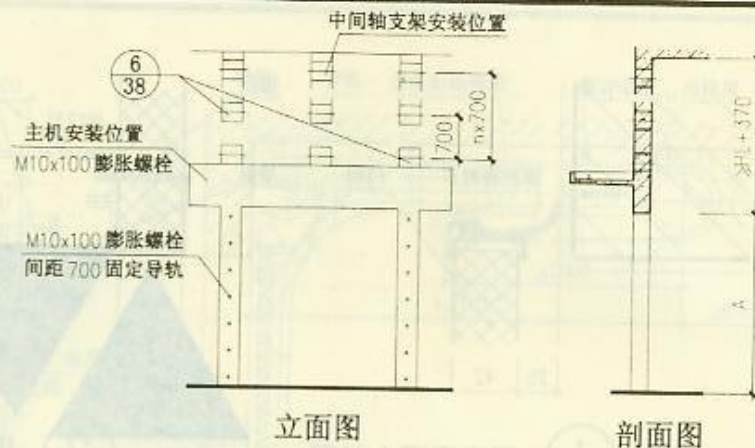 中间轴支架安装位置
6
38
主机安装位置
M10x100 膨胀螺栓
700
nx700
M10x100 膨胀螺栓
间距 700 固定导轨
A
立面图
剖面图